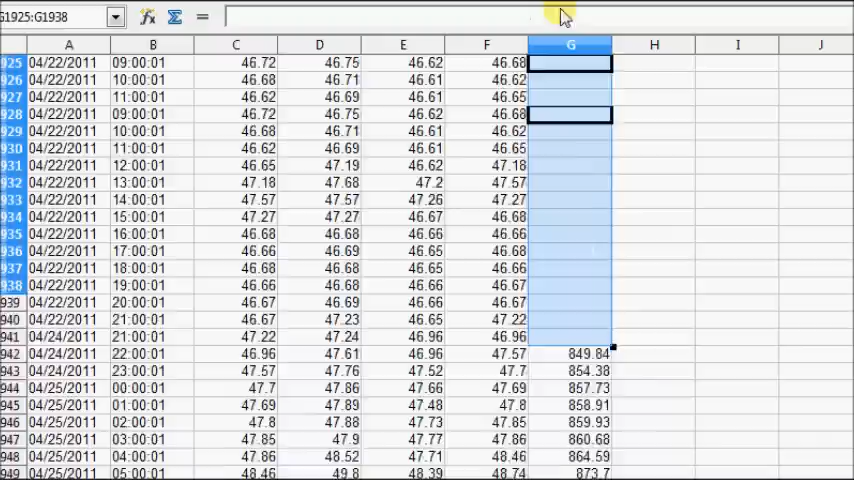 G1925:G1938
A B C D E F G H I J
925 04/22/2011 09:00:01 46.72 46.75 46.62 46.68
926 04/22/2011 10:00:01 46.68 46.71 46.61 46.62
927 04/22/2011 11:00:01 46.62 46.69 46.61 46.65
928 04/22/2011 09:00:01 46.72 46.75 46.62 46.68
929 04/22/2011 10:00:01 46.68 46.71 46.61 46.62
930 04/22/2011 11:00:01 46.62 46.69 46.61 46.65
931 04/22/2011 12:00:01 46.65 47.19 46.62 47.18
932 04/22/2011 13:00:01 47.18 47.68 47.2 47.57
933 04/22/2011 14:00:01 47.57 47.57 47.26 47.27
934 04/22/2011 15:00:01 47.27 47.27 46.67 46.68
935 04/22/2011 16:00:01 46.68 46.68 46.66 46.66
936 04/22/2011 17:00:01 46.66 46.69 46.65 46.68
937 04/22/2011 18:00:01 46.68 46.68 46.65 46.66
938 04/22/2011 19:00:01 46.66 46.68 46.66 46.67
939 04/22/2011 20:00:01 46.67 46.69 46.66 46.67
940 04/22/2011 21:00:01 46.67 47.23 46.65 47.22
941 04/24/2011 21:00:01 47.22 47.24 46.96 46.96
942 04/24/2011 22:00:01 46.96 47.61 46.96 47.57 849.84
943 04/24/2011 23:00:01 47.57 47.76 47.52 47.7 854.38
944 04/25/2011 00:00:01 47.7 47.86 47.66 47.69 857.73
945 04/25/2011 01:00:01 47.69 47.89 47.48 47.8 858.91
946 04/25/2011 02:00:01 47.8 47.88 47.73 47.85 859.93
947 04/25/2011 03:00:01 47.85 47.9 47.77 47.86 860.68
948 04/25/2011 04:00:01 47.86 48.52 47.71 48.46 864.59
949 04/25/2011 05:00:01 48.46 49.8 48.39 48.74 873.7